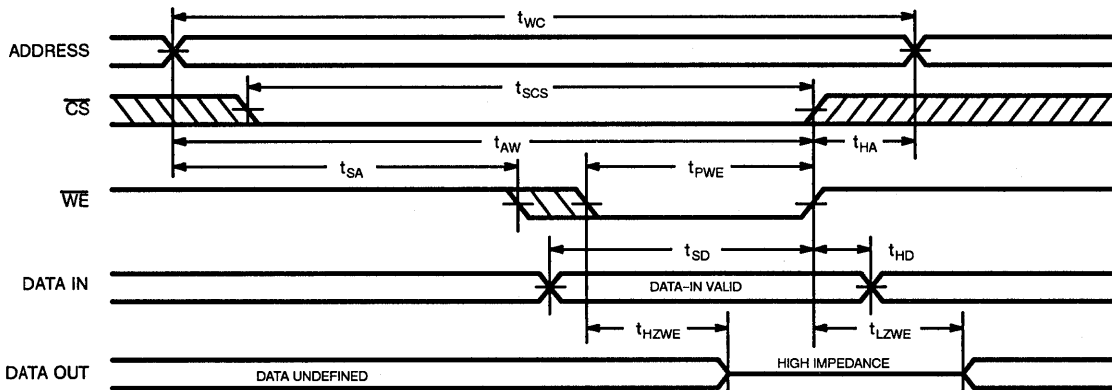 tWC
ADDRESS
tSCS
CS
tAW
tHA
tSA
tPWE
WE
tSD
tHD
DATA IN
DATA-IN VALID
tHZWE
tLZWE
DATA OUT
DATA UNDEFINED
HIGH IMPEDANCE